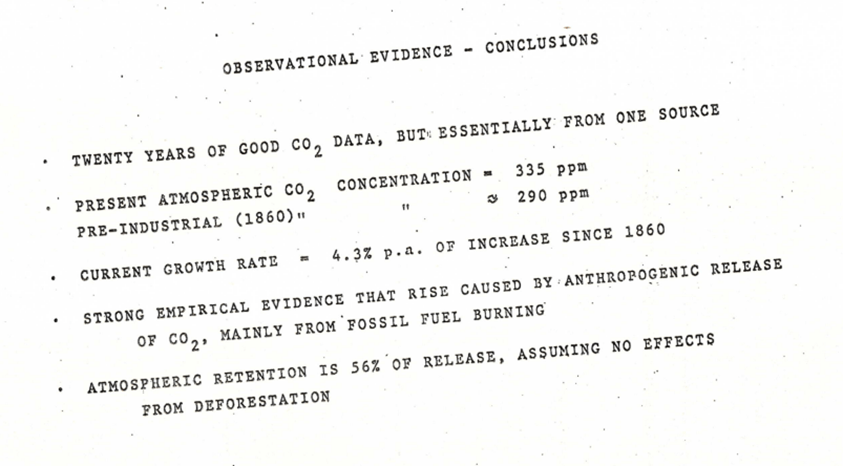 OBSERVATIONAL EVIDENCE - CONCLUSIONS
. TWENTY YEARS OF GOOD CO2 DATA, BUT ESSENTIALLY FROM ONE SOURCE
. PRESENT ATMOSPHERIC CO2 CONCENTRATION = 335 ppm
PRE-INDUSTRIAL (1860)" " ≈ 290 ppm
. CURRENT GROWTH RATE = 4.3% p.a. OF INCREASE SINCE 1860
. STRONG EMPIRICAL EVIDENCE THAT RISE CAUSED BY ANTHROPOGENIC RELEASE
OF CO2, MAINLY FROM FOSSIL FUEL BURNING
. ATMOSPHERIC RETENTION IS 56% OF RELEASE, ASSUMING NO EFFECTS
FROM DEFORESTATION